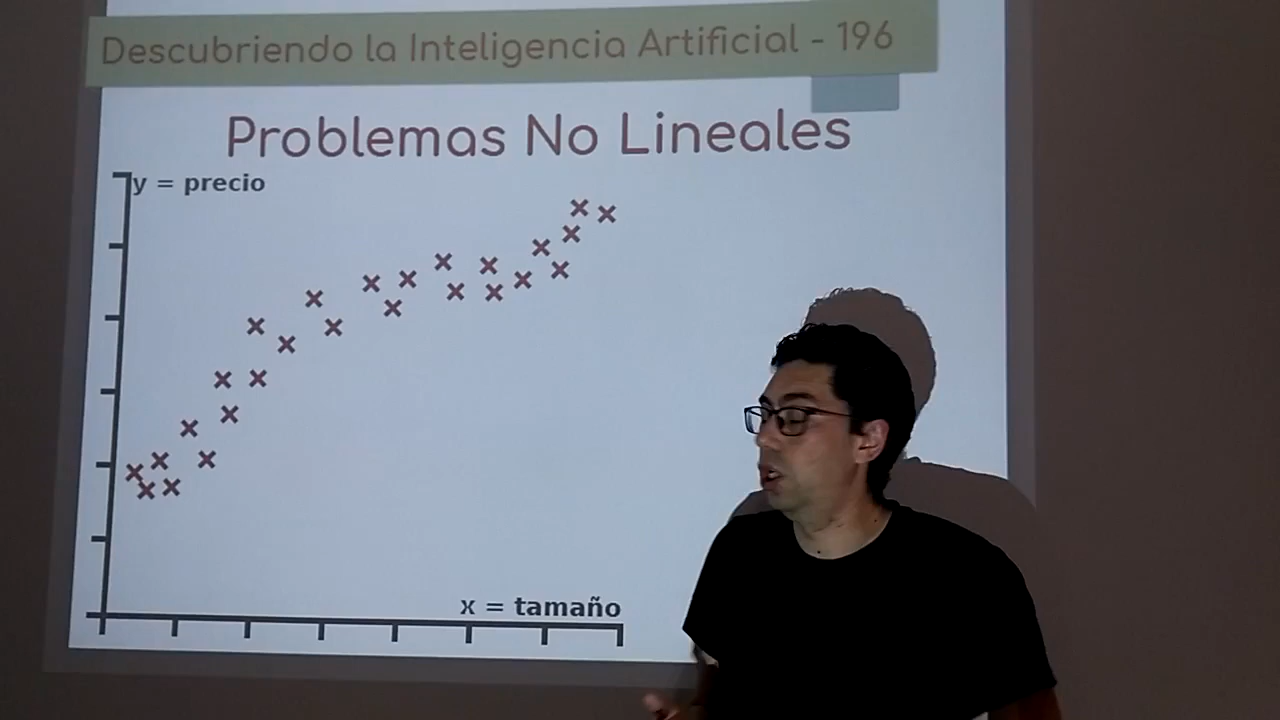 Descubriendo la Inteligencia Artificial - 196
Problemas No Lineales
y = precio
x = tamaño